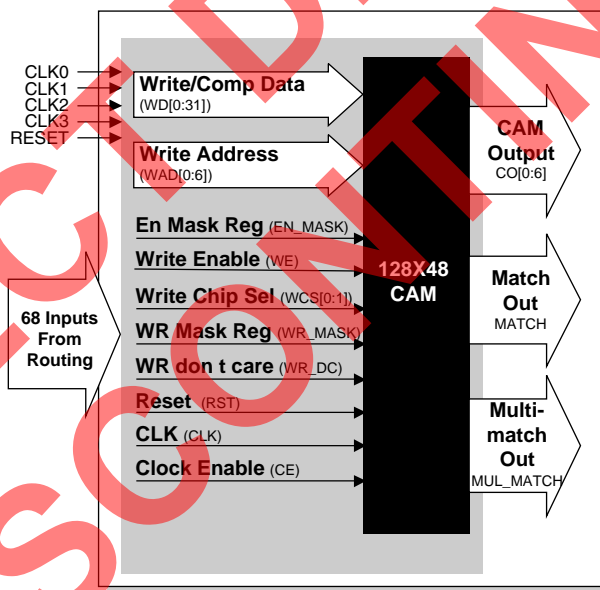 CLK0
CLK1
CLK2
CLK3
RESET
Write/Comp Data
(WD[0:31])
Write Address
(WAD[0:6])
En Mask Reg (EN_MASK)
Write Enable (WE)
Write Chip Sel (WCS[0:1])
WR Mask Reg (WR_MASK)
WR don t care (WR_DC)
Reset (RST)
CLK (CLK)
Clock Enable (CE)
68 Inputs
From
Routing
128X48
CAM
CAM
Output
CO[0:6]
Match
Out
MATCH
Multi-
match
Out
MUL_MATCH